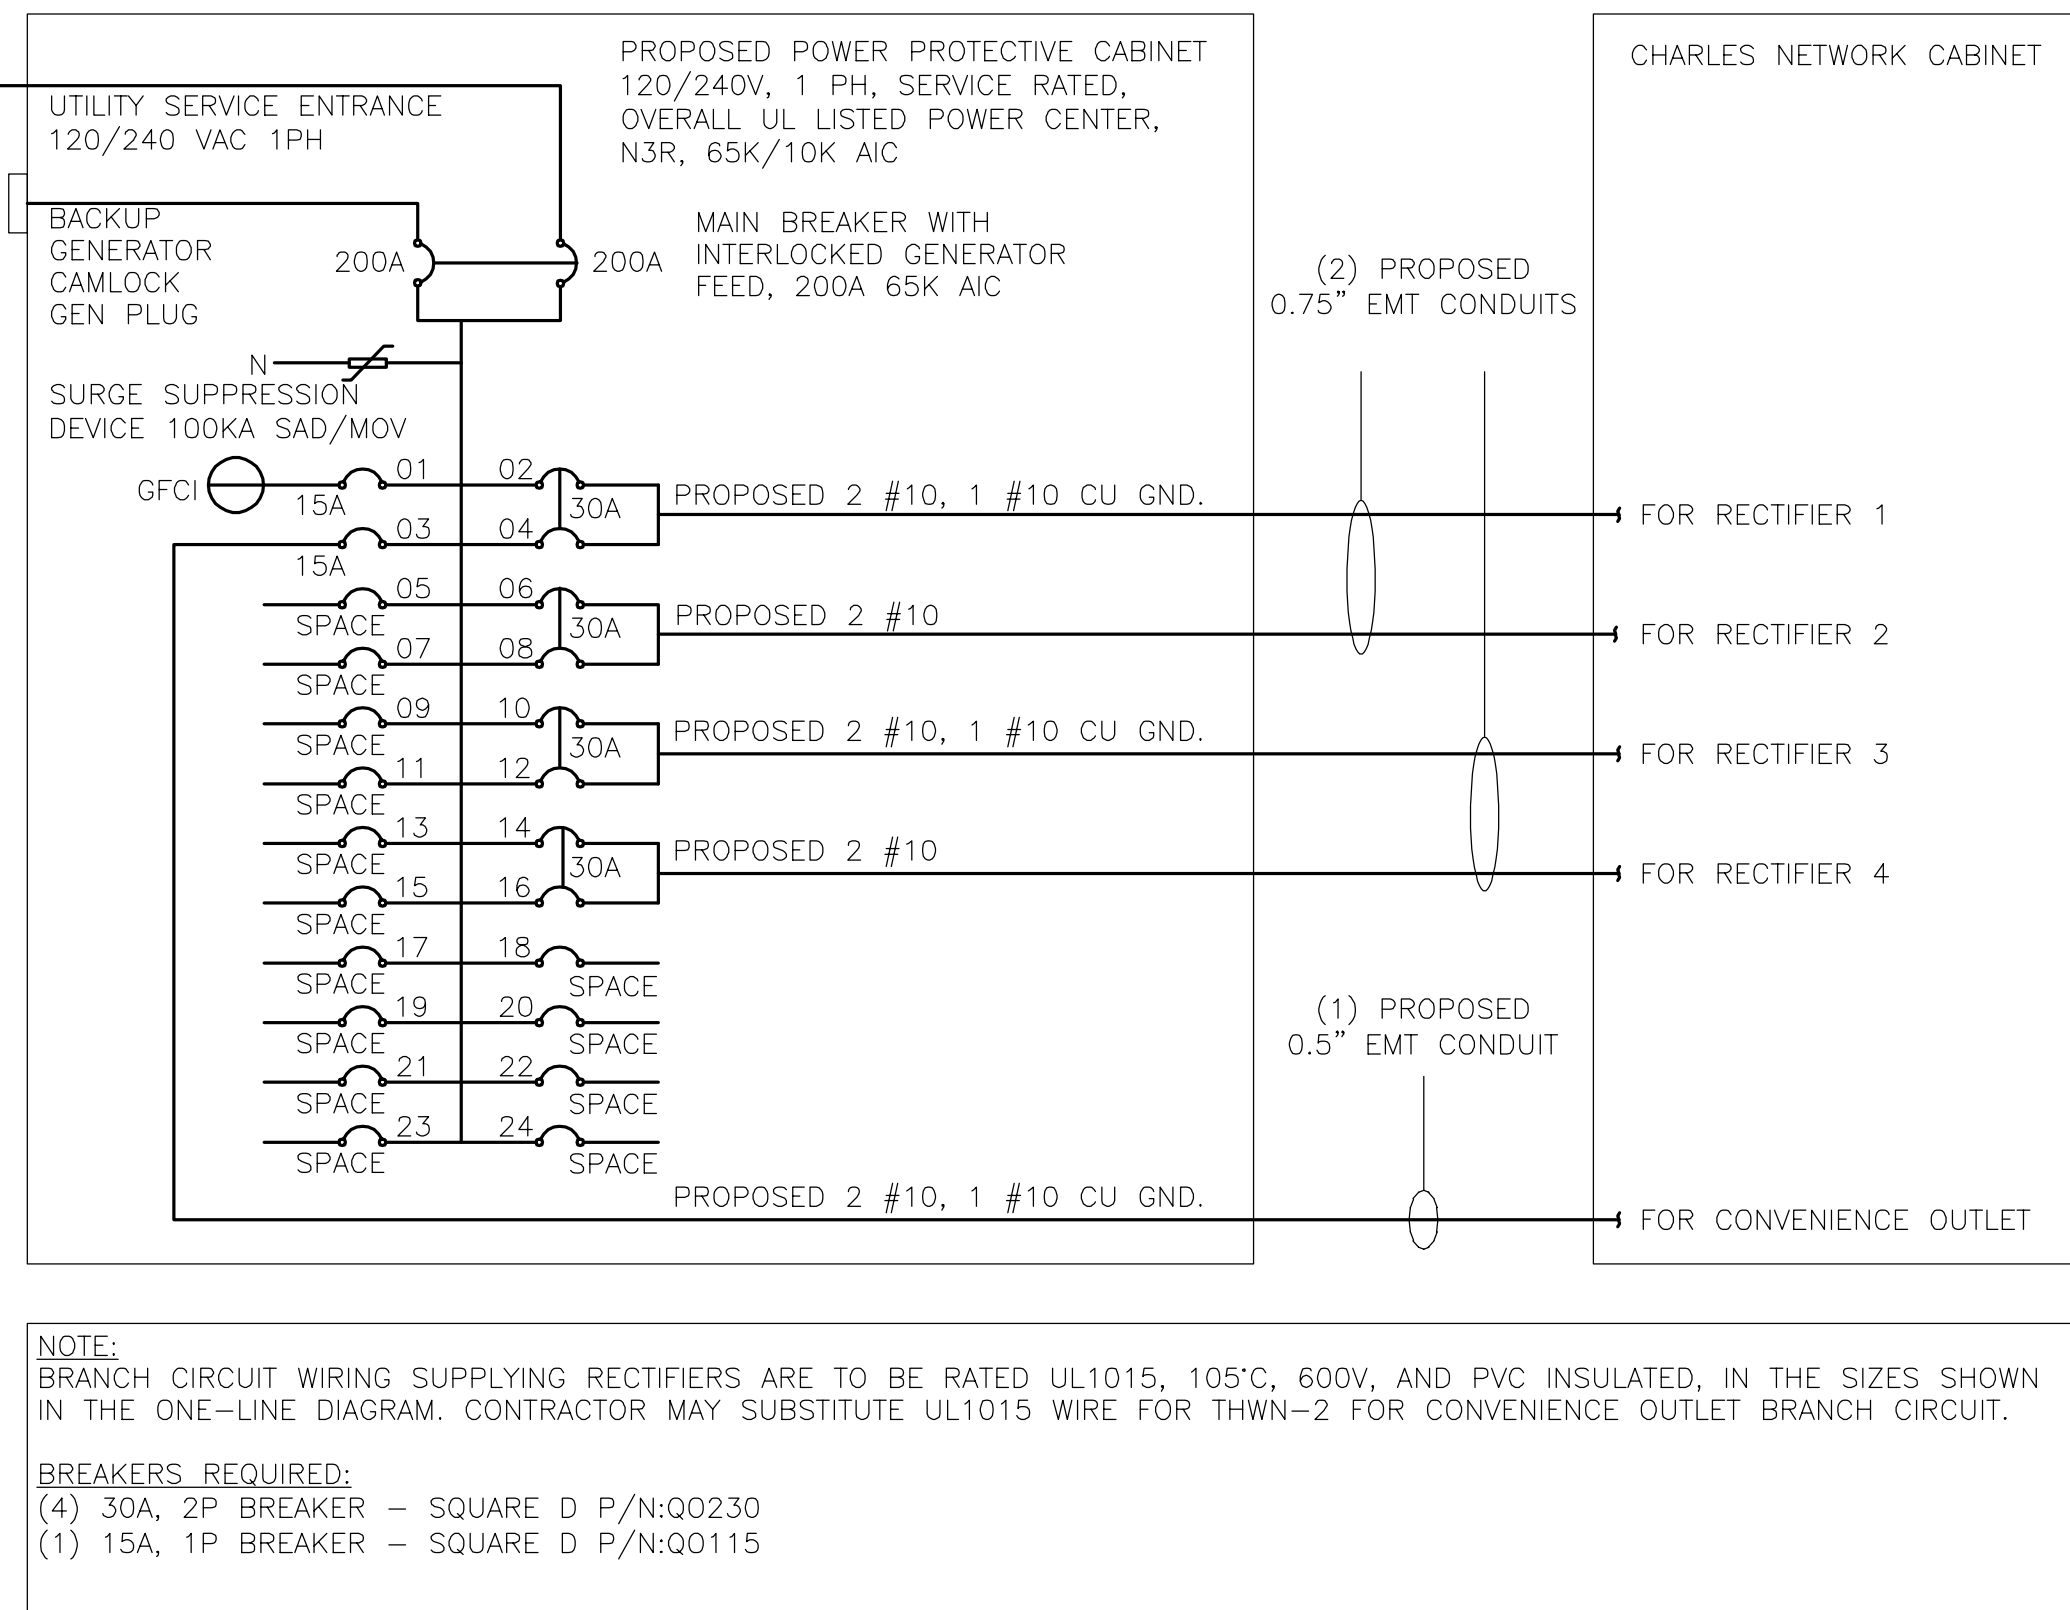 PROPOSED POWER PROTECTIVE CABINET
120/240V, 1 PH, SERVICE RATED,
OVERALL UL LISTED POWER CENTER,
N3R, 65K/10K AIC
CHARLES NETWORK CABINET
UTILITY SERVICE ENTRANCE
120/240 VAC 1PH
BACKUP
GENERATOR
CAMLOCK
GEN PLUG
200A
200A
MAIN BREAKER WITH
INTERLOCKED GENERATOR
FEED, 200A 65K AIC
(2) PROPOSED
0.75” EMT CONDUITS
N
SURGE SUPPRESSION
DEVICE 100KA SAD/MOV
GFCI
15A
01
02
30A
PROPOSED 2 #10, 1 #10 CU GND.
FOR RECTIFIER 1
15A
03
04
SPACE
05
06
30A
PROPOSED 2 #10
FOR RECTIFIER 2
SPACE
07
08
SPACE
09
10
30A
PROPOSED 2 #10, 1 #10 CU GND.
FOR RECTIFIER 3
SPACE
11
12
SPACE
13
14
30A
PROPOSED 2 #10
FOR RECTIFIER 4
SPACE
15
16
SPACE
17
18
SPACE
SPACE
19
20
SPACE
SPACE
21
22
SPACE
SPACE
23
24
SPACE
(1) PROPOSED
0.5” EMT CONDUIT
PROPOSED 2 #10, 1 #10 CU GND.
FOR CONVENIENCE OUTLET
NOTE:
BRANCH CIRCUIT WIRING SUPPLYING RECTIFIERS ARE TO BE RATED UL1015, 105°C, 600V, AND PVC INSULATED, IN THE SIZES SHOWN
IN THE ONE-LINE DIAGRAM. CONTRACTOR MAY SUBSTITUTE UL1015 WIRE FOR THWN-2 FOR CONVENIENCE OUTLET BRANCH CIRCUIT.
BREAKERS REQUIRED:
(4) 30A, 2P BREAKER - SQUARE D P/N:QO230
(1) 15A, 1P BREAKER - SQUARE D P/N:QO115